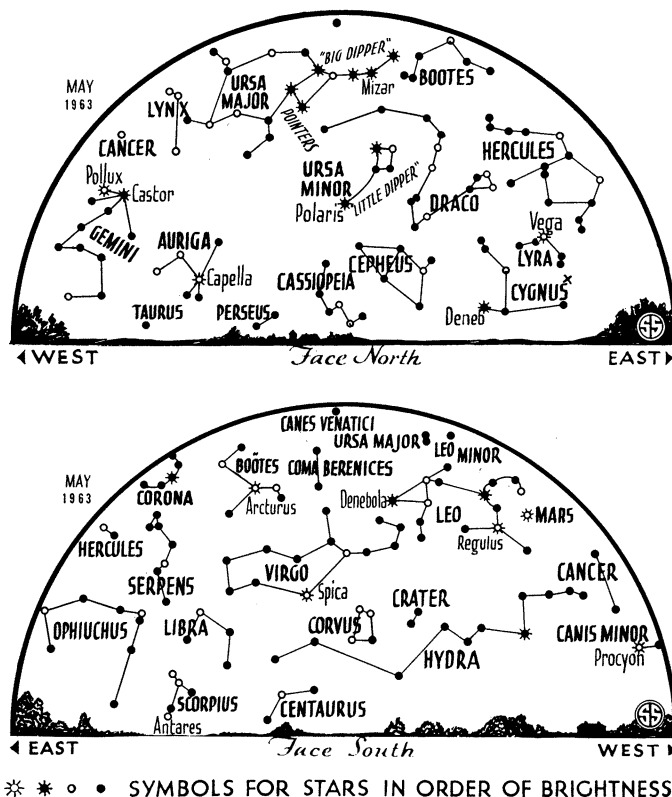 "BIG DIPPER"
MAY
1963
URSA
MAJOR
Mizar
BOOTES
LYNX
POINTERS
CANCER
HERCULES
Pollux
Castor
URSA
MINOR
"LITTLE DIPPER"
Polaris
DRACO
GEMINI
AURIGA
Vega
Capella
CASSIOPEIA
CEPHEUS
LYRA
CYGNUS
TAURUS
PERSEUS
Deneb
WEST
Face North
EAST
CANES VENATICI
URSA MAJOR
LEO
MINOR
MAY
1963
BOÖTES
COMA BERENICES
CORONA
Arcturus
Denebola
LEO
MARS
HERCULES
Regulus
VIRGO
CANCER
SERPENS
Spica
OPHIUCHUS
LIBRA
CORVUS
CRATER
CANIS MINOR
HYDRA
Procyon
SCORPIUS
CENTAURUS
Antares
EAST
Face South
WEST
SYMBOLS FOR STARS IN ORDER OF BRIGHTNESS